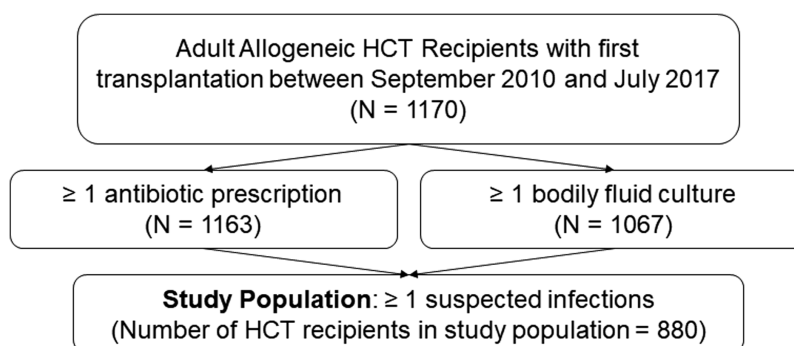 Adult Allogeneic HCT Recipients with first
transplantation between September 2010 and July 2017
(N = 1170)
≥ 1 antibiotic prescription
(N = 1163)
≥ 1 bodily fluid culture
(N = 1067)
Study Population: ≥ 1 suspected infections
(Number of HCT recipients in study population = 880)